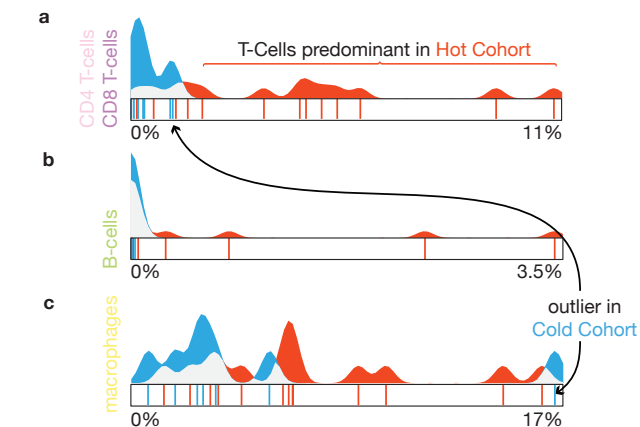 a
CD4 T-cells
CD8 T-cells
T-Cells predominant in Hot Cohort
0%
11%
b
B-cells
0%
3.5%
c
macrophages
outlier in
Cold Cohort
0%
17%